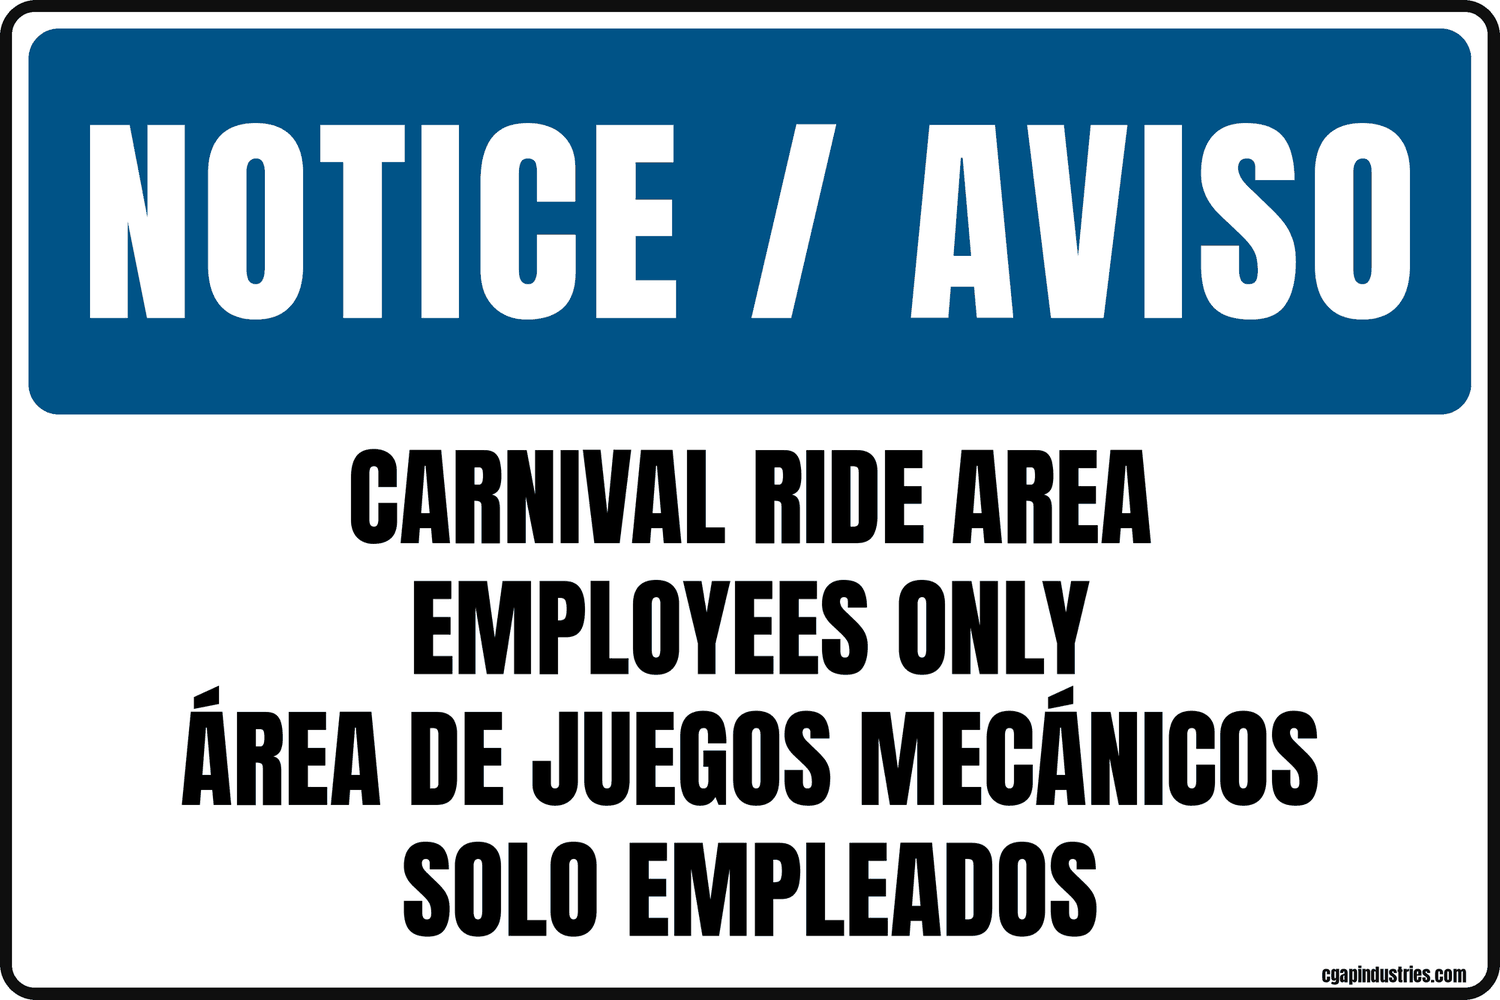 NOTICE / AVISO
CARNIVAL RIDE AREA
EMPLOYEES ONLY
ÁREA DE JUEGOS MECÁNICOS
SOLO EMPLEADOS
cgapindustries.com